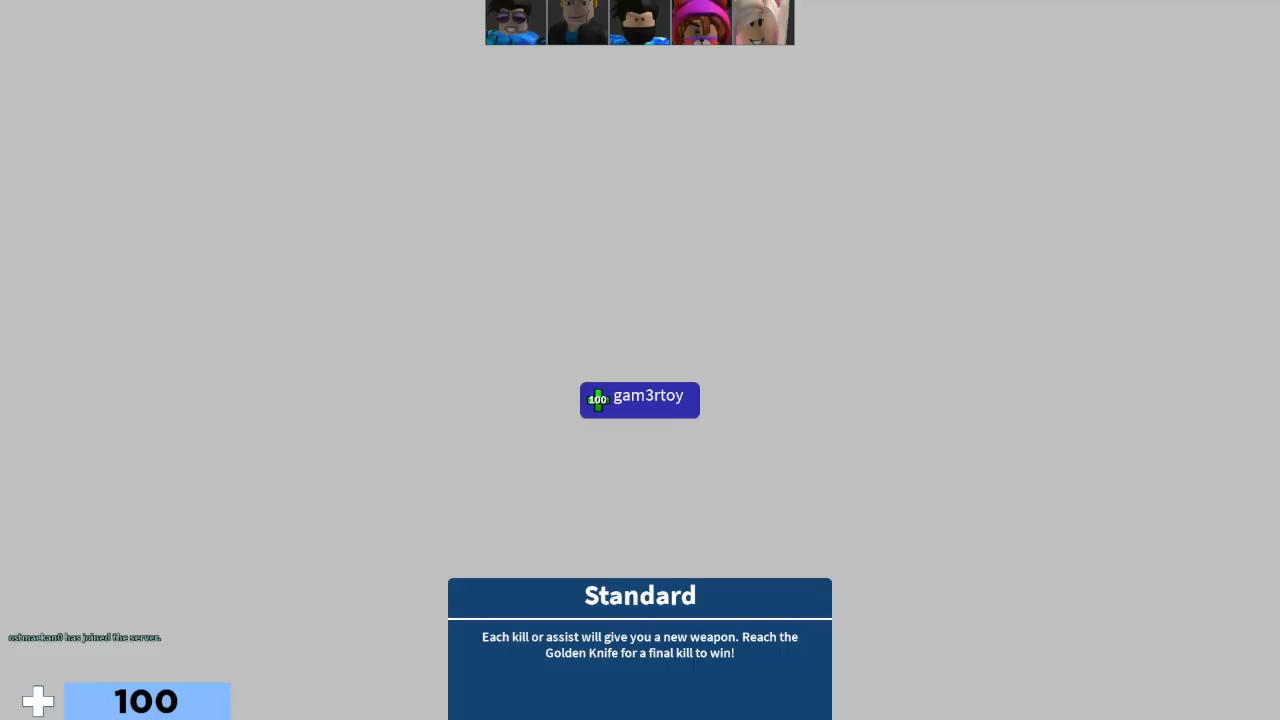 100 gam3rtoy
Standard
Each kill or assist will give you a new weapon. Reach the
Golden Knife for a final kill to win!
oshmackan0 has joined the server.
100